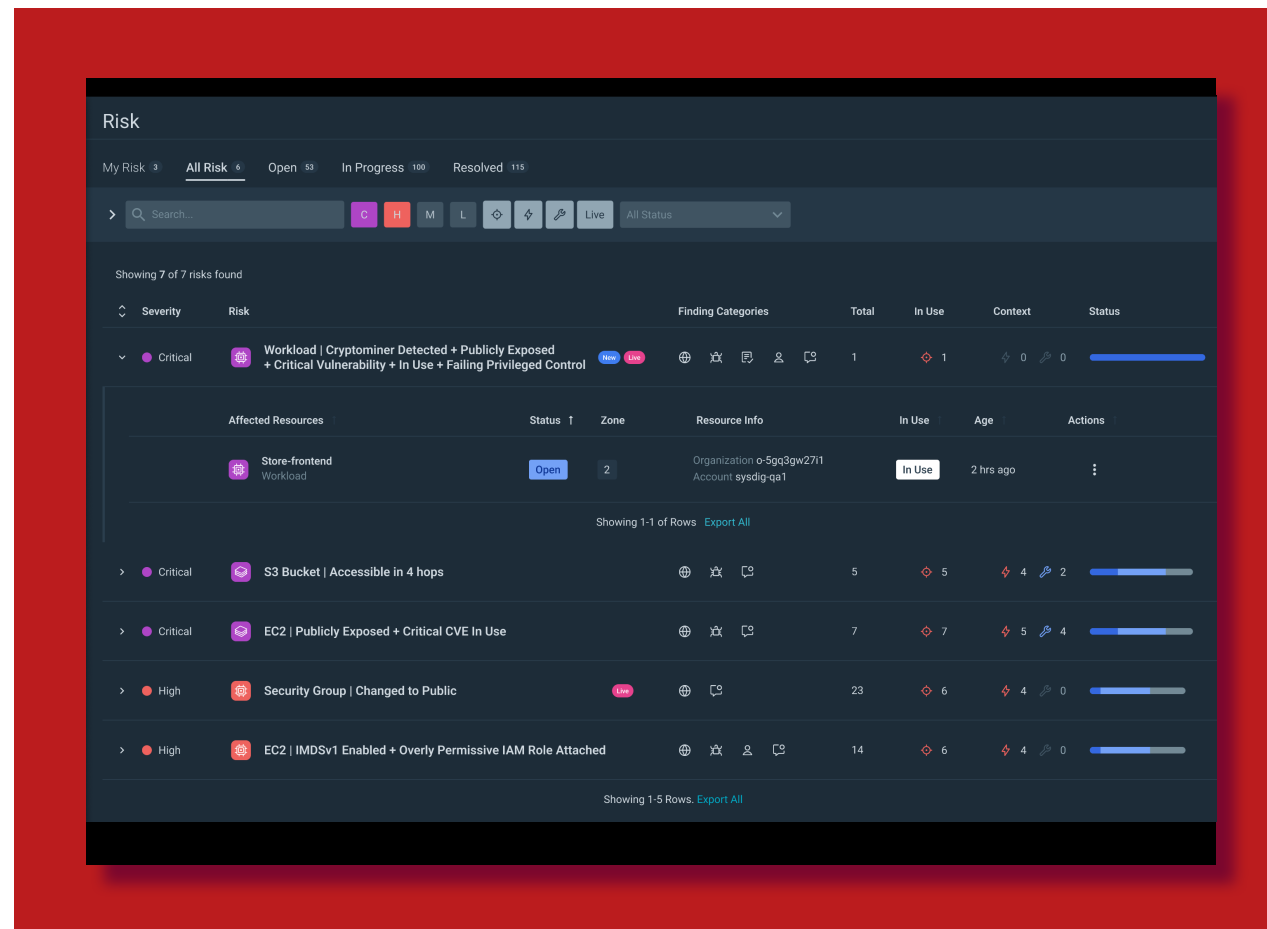 Risk
My Risk 3 All Risk 6 Open 53 In Progress 100 Resolved 115
Search... C H M L Live All Status
Showing 7 of 7 risks found
Severity Risk Finding Categories Total In Use Context Status
Critical Workload | Cryptominer Detected + Publicly Exposed
+ Critical Vulnerability + In Use + Failing Privileged Control New Live 1 1 0 0
Affected Resources Status ↑ Zone Resource Info In Use Age Actions
Store-frontend
Workload Open 2 Organization o-5gq3gw27i1
Account sysdig-qa1 In Use 2 hrs ago
Showing 1-1 of Rows Export All
Critical S3 Bucket | Accessible in 4 hops 5 5 4 2
Critical EC2 | Publicly Exposed + Critical CVE In Use 7 7 5 4
High Security Group | Changed to Public Live 23 6 4 0
High EC2 | IMDSv1 Enabled + Overly Permissive IAM Role Attached 14 6 4 0
Showing 1-5 Rows. Export All